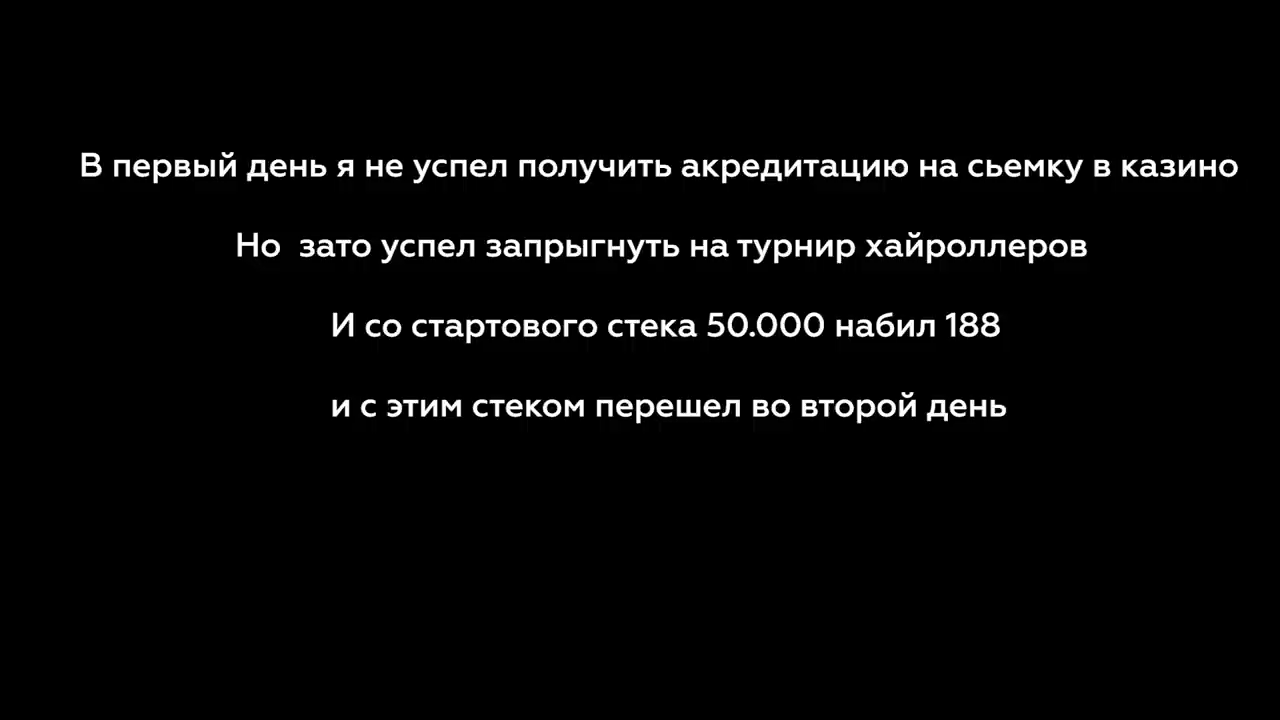 В первый день я не успел получить акредитацию на сьемку в казино
Но  зато успел запрыгнуть на турнир хайроллеров
И со стартового стека 50.000 набил 188
и с этим стеком перешел во второй день